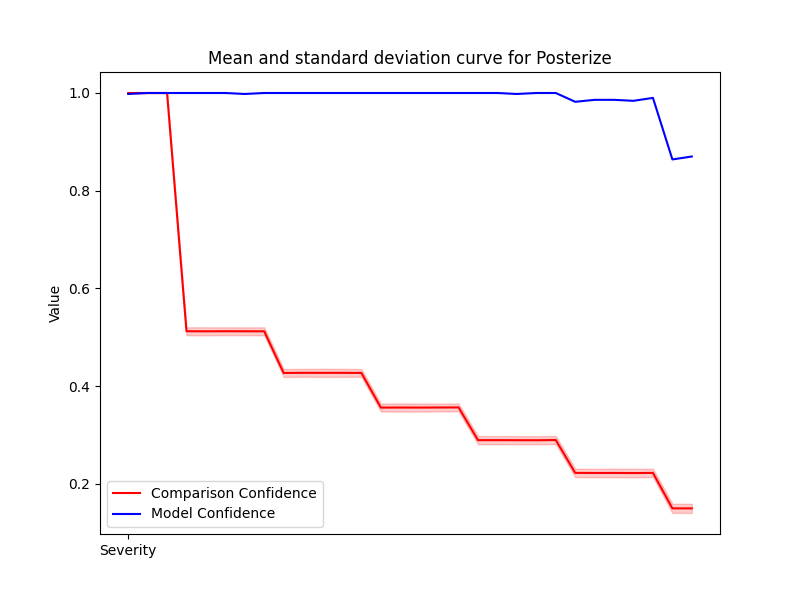 Mean and standard deviation curve for Posterize
1.0
0.8
0.6
0.4
0.2
Value
Comparison Confidence
Model Confidence
Severity